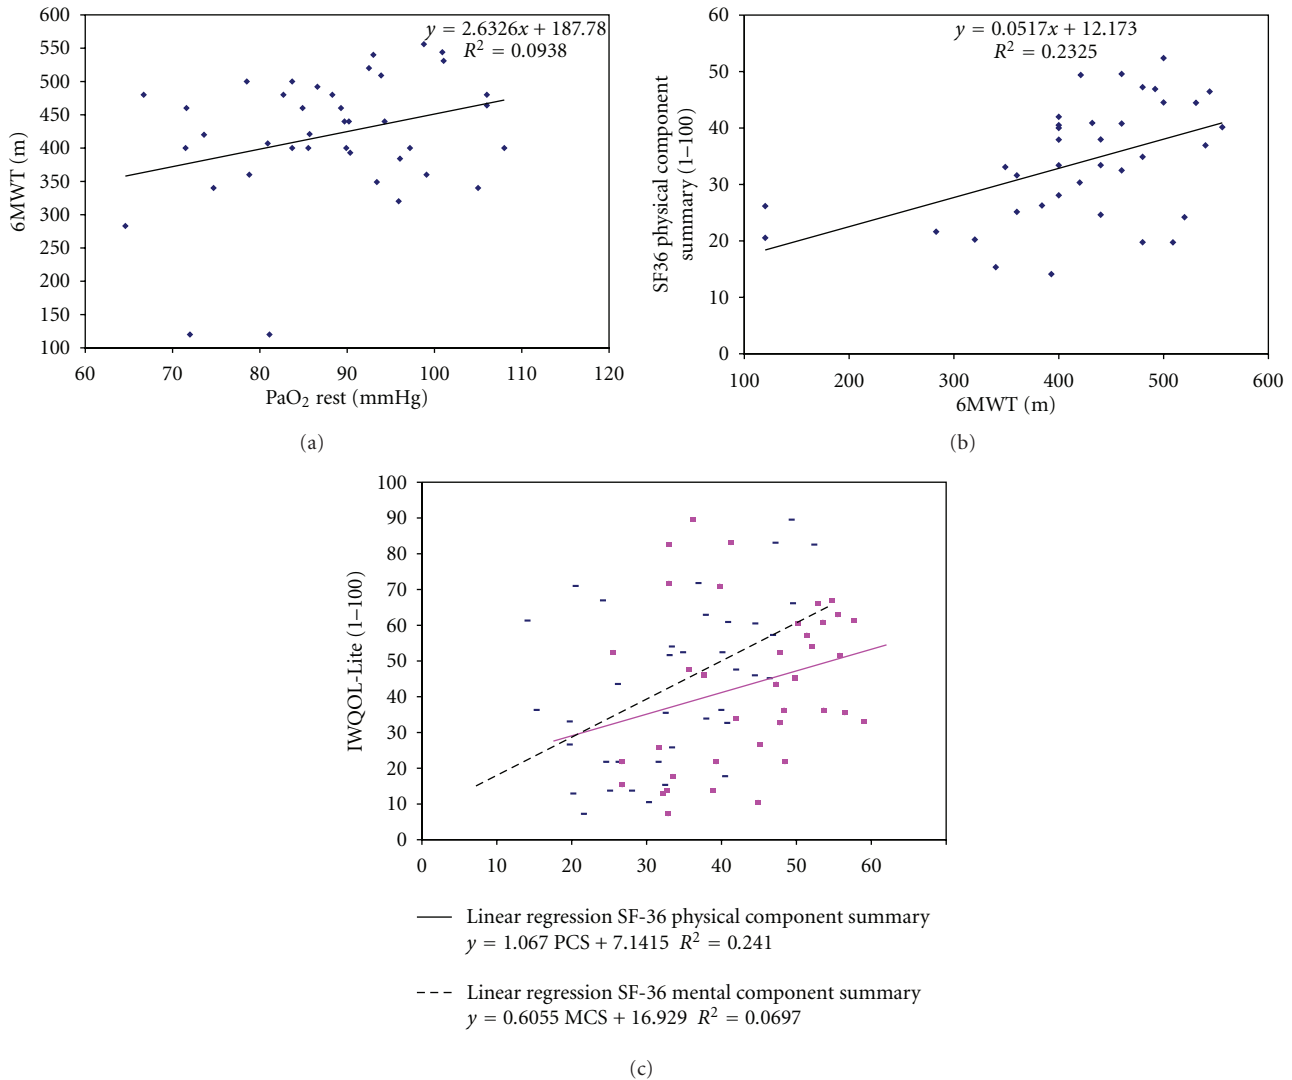 y = 2.6326x + 187.78
R² = 0.0938
600
550
500
450
400
350
300
250
200
150
100
6MWT (m)
60 70 80 90 100 110 120
PaO₂ rest (mmHg)
(a)
y = 0.0517x + 12.173
R² = 0.2325
60
50
40
30
20
10
0
SF36 physical component
summary (1–100)
100 200 300 400 500 600
6MWT (m)
(b)
100
90
80
70
60
50
40
30
20
10
0
IWQOL-Lite (1–100)
0 10 20 30 40 50 60
Linear regression SF-36 physical component summary
y = 1.067 PCS + 7.1415 R² = 0.241
Linear regression SF-36 mental component summary
y = 0.6055 MCS + 16.929 R² = 0.0697
(c)